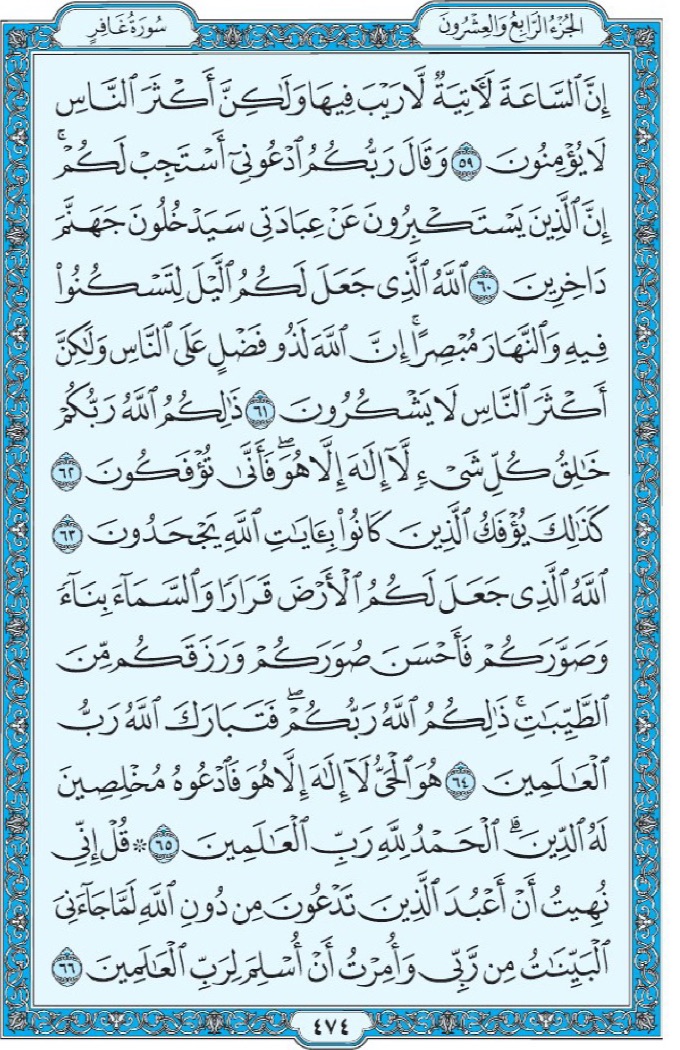 سُورَةُ غَافِرٍ
الجُزْءُ الرَّابِعُ وَالعِشْرُونَ
إِنَّ ٱلسَّاعَةَ لَأٓتِيَةٌ لَّا رَيْبَ فِيهَا وَلَٰكِنَّ أَكْثَرَ ٱلنَّاسِ
لَا يُؤْمِنُونَ ٥٩ وَقَالَ رَبُّكُمُ ٱدْعُونِىٓ أَسْتَجِبْ لَكُمْۚ
إِنَّ ٱلَّذِينَ يَسْتَكْبِرُونَ عَنْ عِبَادَتِى سَيَدْخُلُونَ جَهَنَّمَ
دَاخِرِينَ ٦٠ ٱللَّهُ ٱلَّذِى جَعَلَ لَكُمُ ٱلَّيْلَ لِتَسْكُنُوا۟
فِيهِ وَٱلنَّهَارَ مُبْصِرًاۚ إِنَّ ٱللَّهَ لَذُو فَضْلٍ عَلَى ٱلنَّاسِ وَلَٰكِنَّ
أَكْثَرَ ٱلنَّاسِ لَا يَشْكُرُونَ ٦١ ذَٰلِكُمُ ٱللَّهُ رَبُّكُمْ
خَٰلِقُ كُلِّ شَىْءٍ لَّآ إِلَٰهَ إِلَّا هُوَۖ فَأَنَّىٰ تُؤْفَكُونَ ٦٢
كَذَٰلِكَ يُؤْفَكُ ٱلَّذِينَ كَانُوا۟ بِـَٔايَٰتِ ٱللَّهِ يَجْحَدُونَ ٦٣
ٱللَّهُ ٱلَّذِى جَعَلَ لَكُمُ ٱلْأَرْضَ قَرَارًا وَٱلسَّمَآءَ بِنَآءً
وَصَوَّرَكُمْ فَأَحْسَنَ صُوَرَكُمْ وَرَزَقَكُم مِّنَ
ٱلطَّيِّبَٰتِۚ ذَٰلِكُمُ ٱللَّهُ رَبُّكُمْۖ فَتَبَارَكَ ٱللَّهُ رَبُّ
ٱلْعَٰلَمِينَ ٦٤ هُوَ ٱلْحَىُّ لَآ إِلَٰهَ إِلَّا هُوَ فَٱدْعُوهُ مُخْلِصِينَ
لَهُ ٱلدِّينَۗ ٱلْحَمْدُ لِلَّهِ رَبِّ ٱلْعَٰلَمِينَ ٦٥ * قُلْ إِنِّى
نُهِيتُ أَنْ أَعْبُدَ ٱلَّذِينَ تَدْعُونَ مِن دُونِ ٱللَّهِ لَمَّا جَآءَنِىَ
ٱلْبَيِّنَٰتُ مِن رَّبِّى وَأُمِرْتُ أَنْ أُسْلِمَ لِرَبِّ ٱلْعَٰلَمِينَ ٦٦
٤٧٤